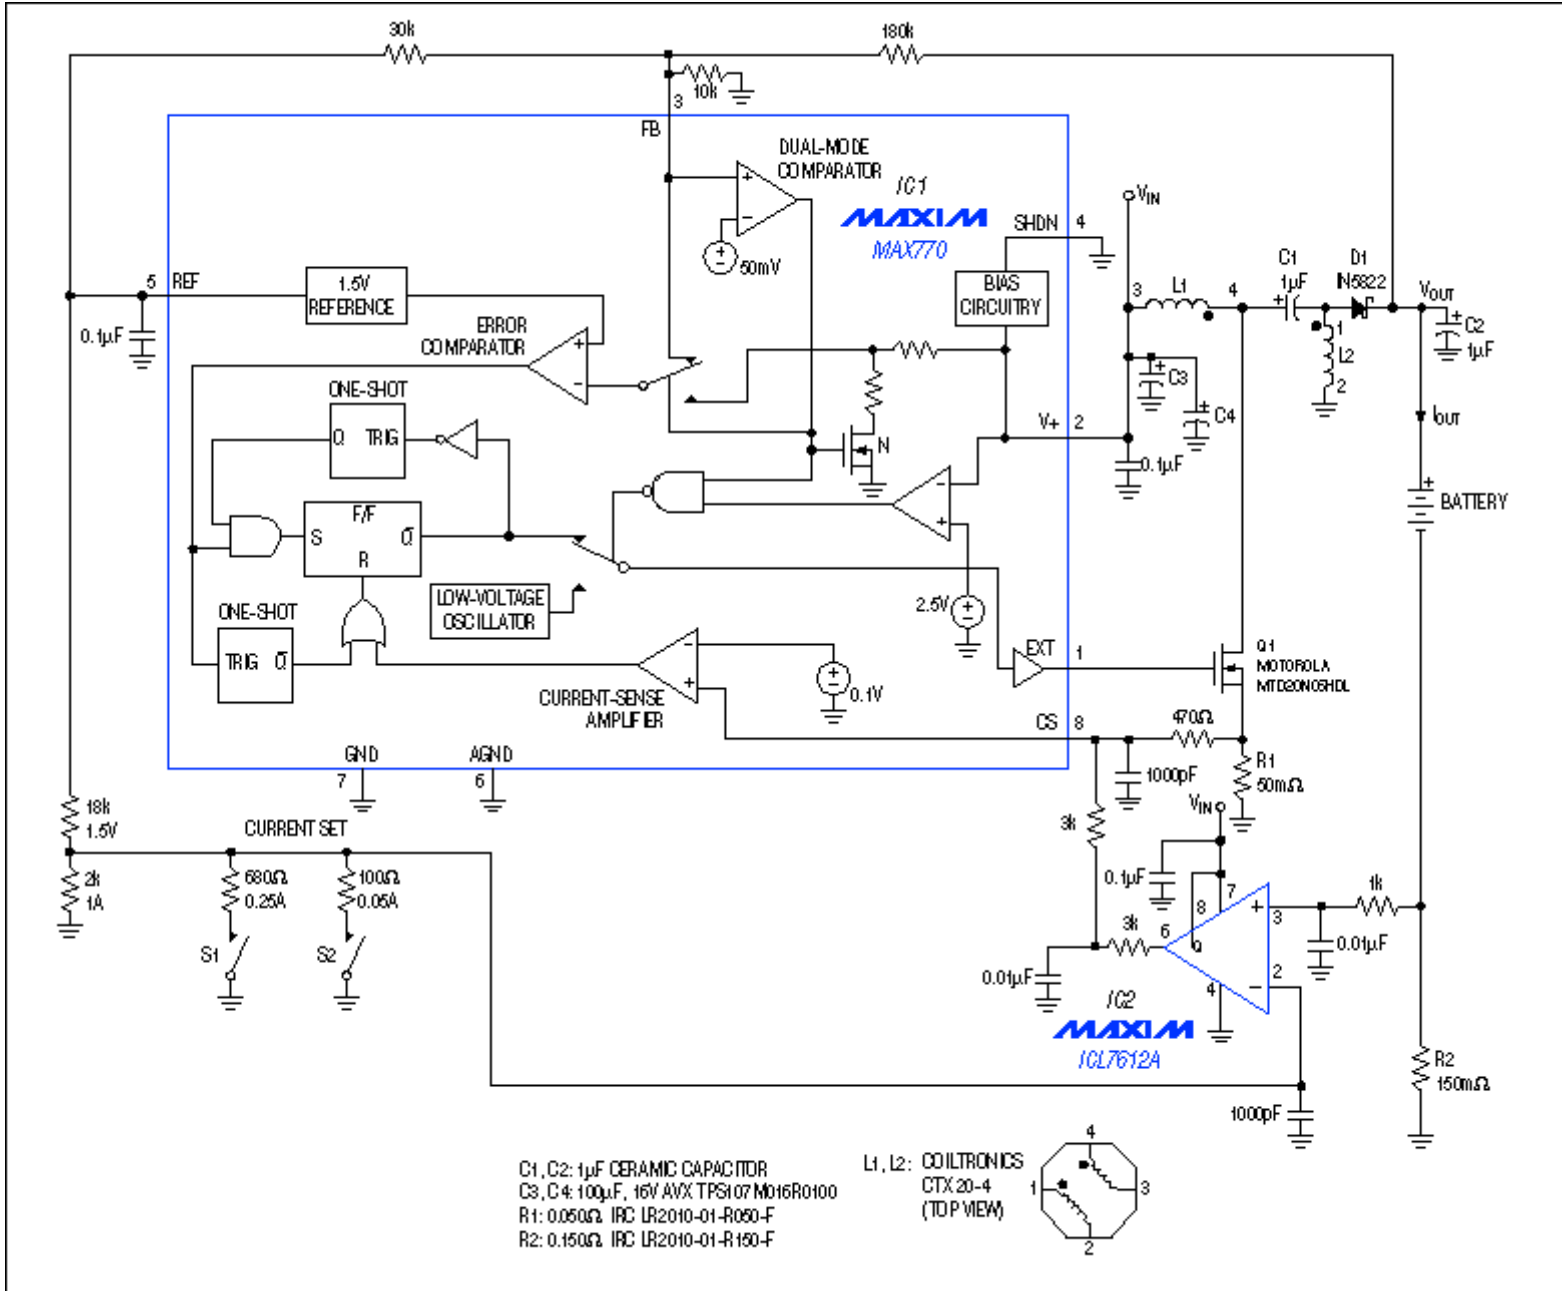 30k
180k
10k
3
FB
DUAL-MODE
COMPARATOR
IC1
MAXIM
MAX770
+
−
50mV
SHDN 4
VIN
5 REF
1.5V
REFERENCE
BIAS
CIRCUITRY
3 L1 4
C1
1µF
D1
IN5822
VOUT
+
C2
1µF
0.1µF
ERROR
COMPARATOR
+
−
1
L2
2
C3
C4
IOUT
ONE-SHOT
Q TRIG
N
V+ 2
0.1µF
+
BATTERY
F/F
S Q
R
−
+
2.5V
LOW-VOLTAGE
OSCILLATOR
ONE-SHOT
TRIG Q
−
+
CURRENT-SENSE
AMPLIFIER
0.1V
EXT 1
Q1
MOTOROLA
MTD20N05HDL
CS 8
470Ω
1000pF
R1
50mΩ
GND
7
AGND
6
18k
1.5V
CURRENT SET
2k
1A
680Ω
0.25A
100Ω
0.05A
S1
S2
3k
VIN
0.1µF
7
8
+
3
1k
0.01µF
3k
6
2
−
4
0.01µF
IC2
MAXIM
ICL7612A
R2
150mΩ
1000pF
C1, C2: 1µF CERAMIC CAPACITOR
C3, C4: 100µF, 16V AVX TPS107M016R0100
R1: 0.050Ω IRC LR2010-01-R050-F
R2: 0.150Ω IRC LR2010-01-R150-F
L1, L2: COILTRONICS
CTX20-4
(TOP VIEW)
4
1
3
2